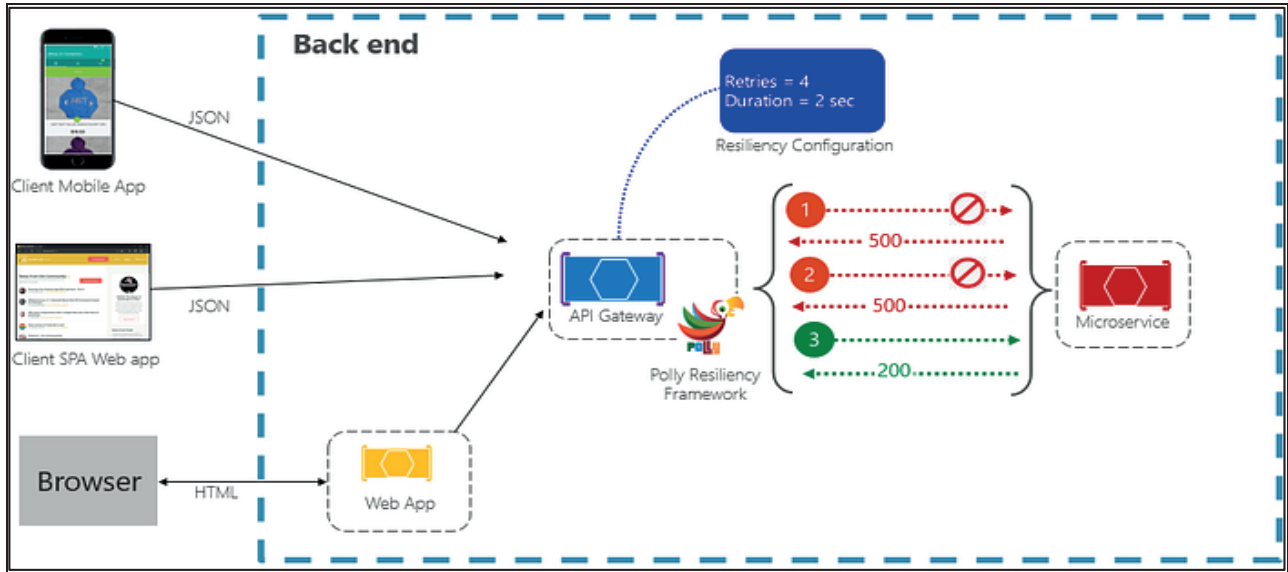 Back end
Retries = 4
Duration = 2 sec
Resiliency Configuration
JSON
Client Mobile App
1
500
2
500
3
200
API Gateway
Polly
Polly Resiliency
Framework
Microservice
JSON
Client SPA Web app
Browser
HTML
Web App